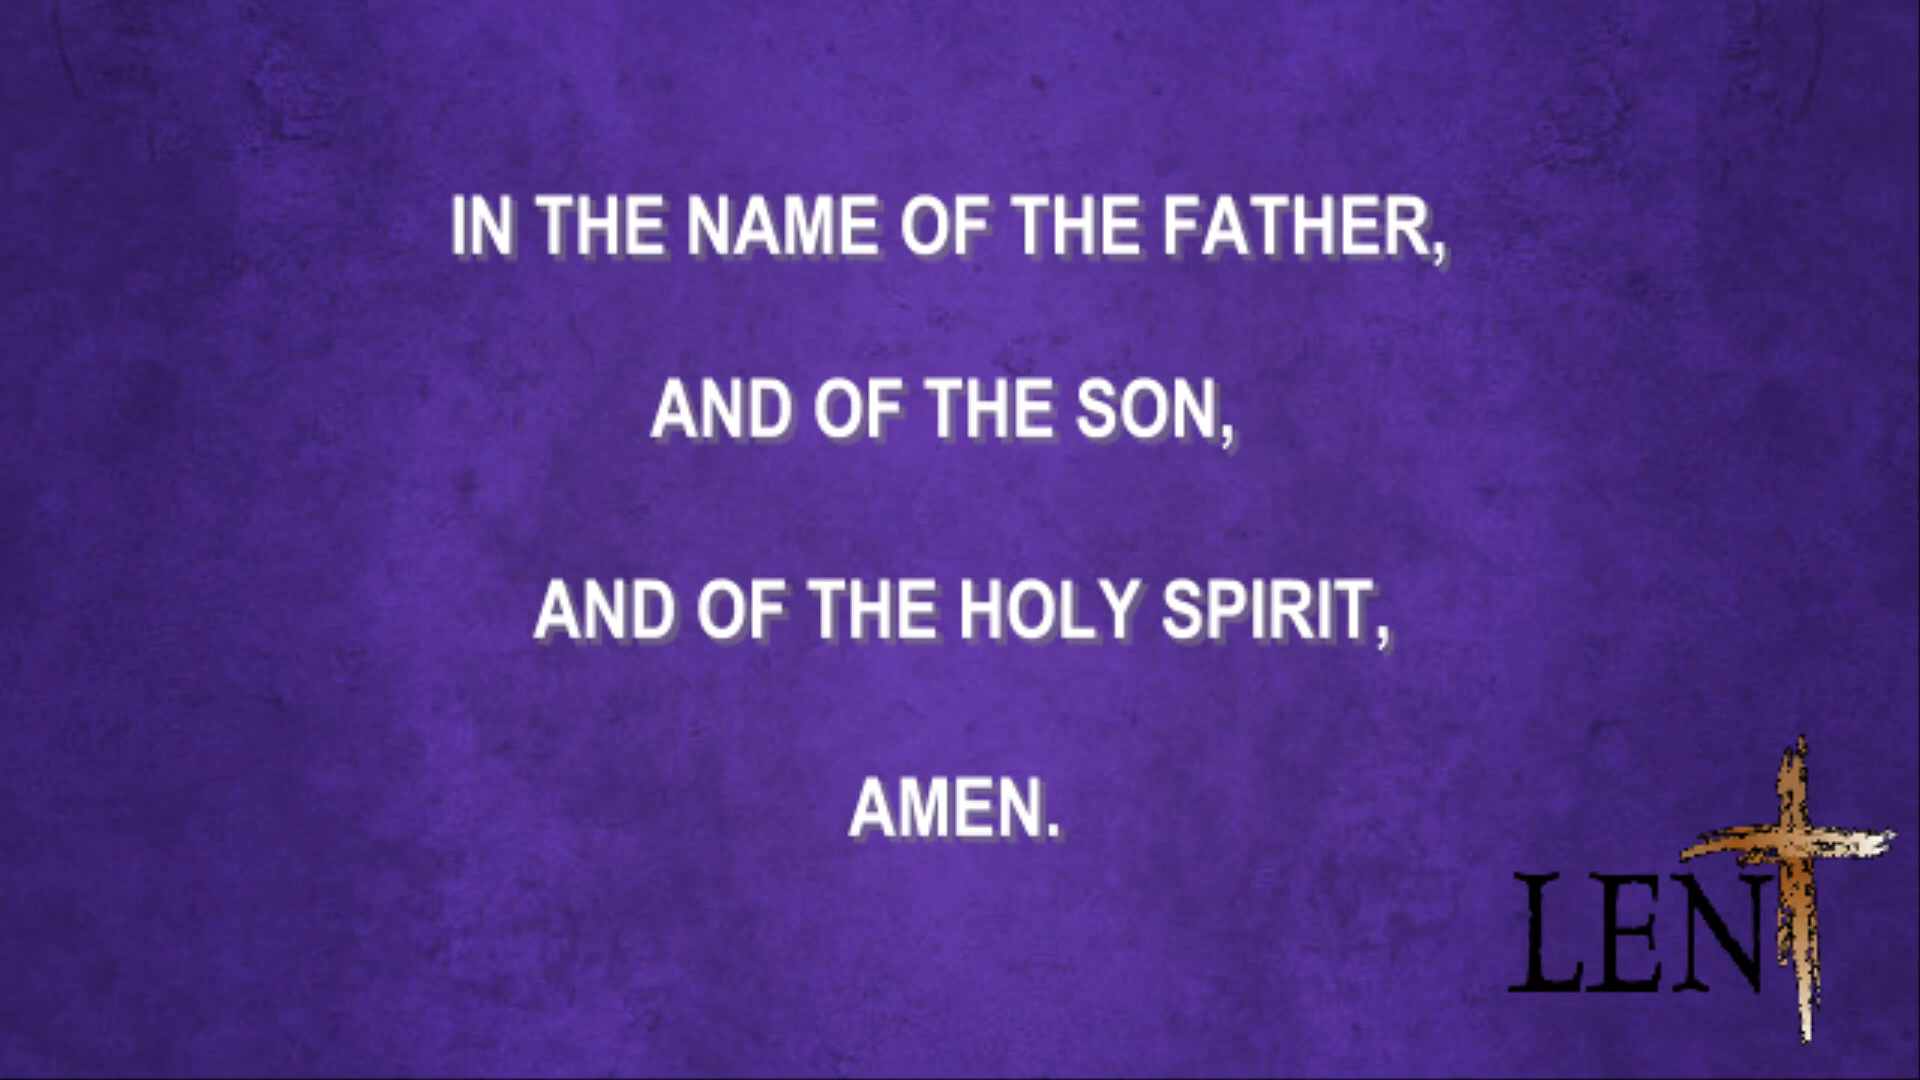 IN THE NAME OF THE FATHER,
AND OF THE SON,
AND OF THE HOLY SPIRIT,
AMEN.
LENT